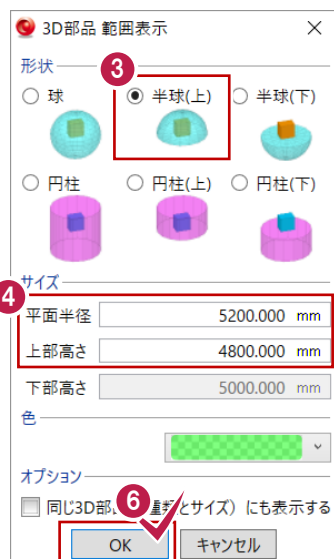 3D部品 範囲表示
形状
3
球 半球(上) 半球(下)
円柱 円柱(上) 円柱(下)
サイズ
4
平面半径 5200.000 mm
上部高さ 4800.000 mm
下部高さ 5000.000 mm
色
オプション
同じ3D部 とサイズ）にも表示する
6
OK キャンセル